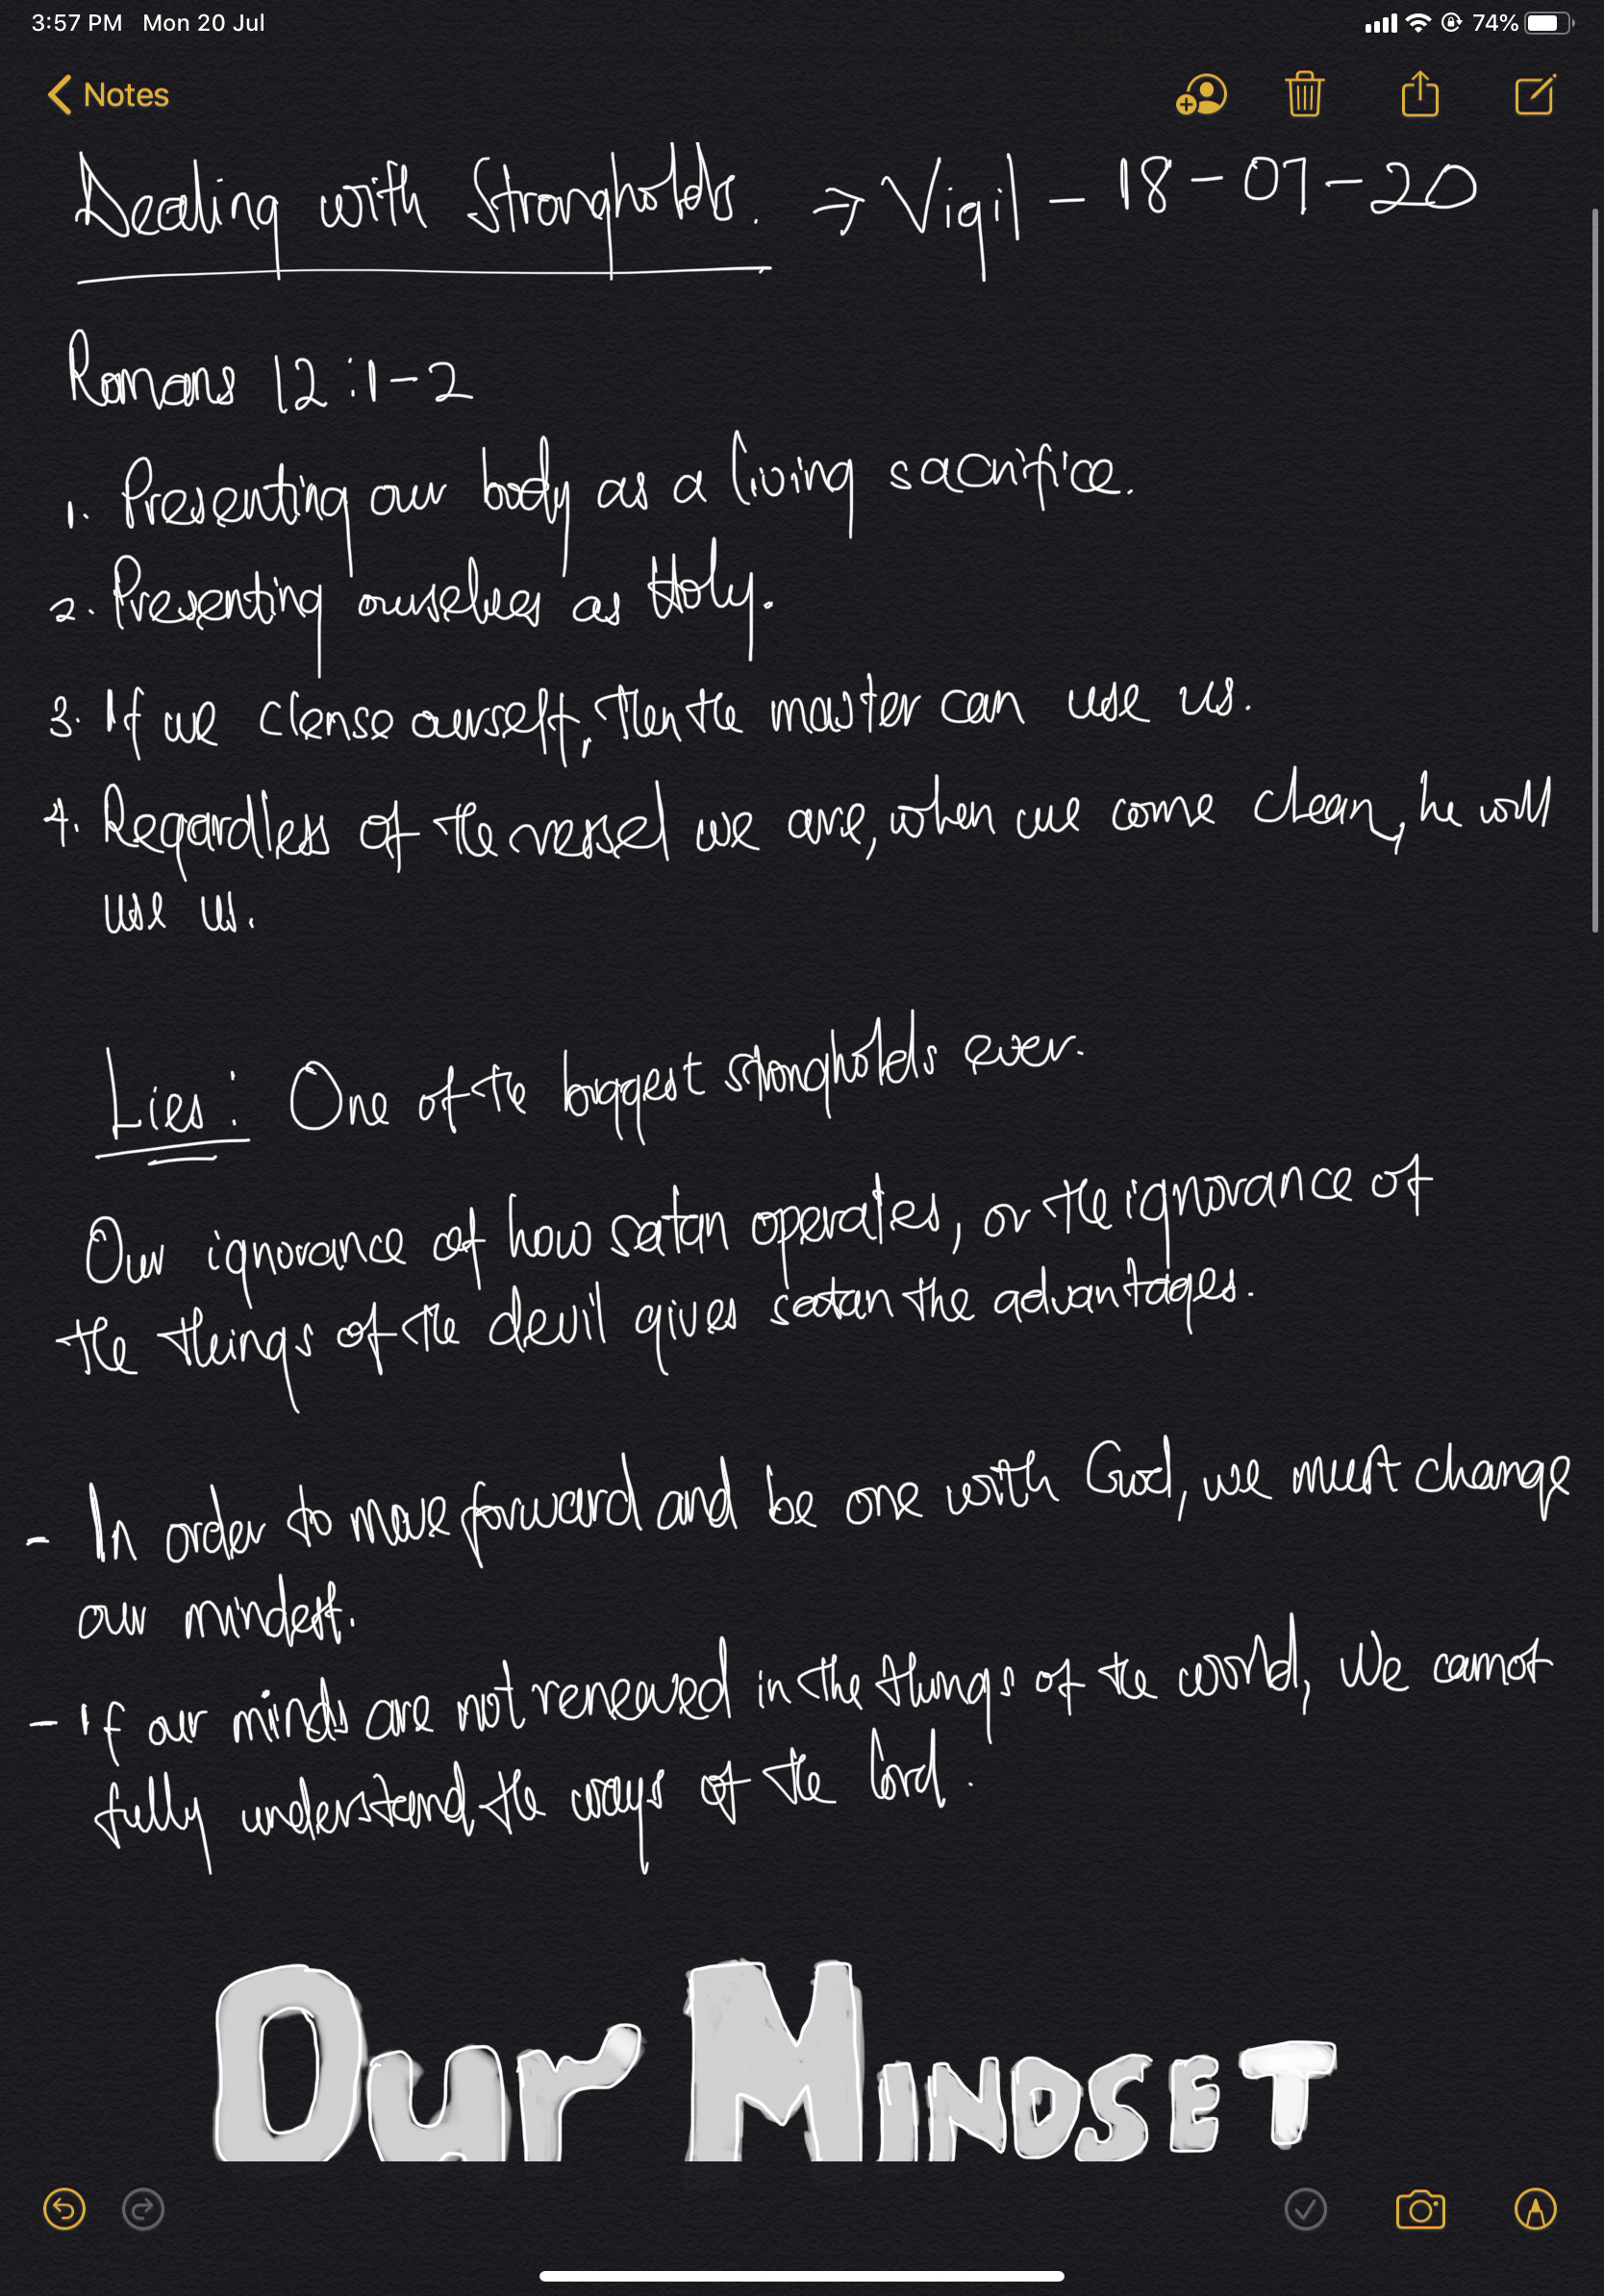 3:57 PM Mon 20 Jul 74%
Notes
Dealing with Strongholds. → Vigil - 18-07-20
Romans 12:1-2
1. Presenting our body as a living sacrifice.
2. Presenting ourselves as Holy.
3. If we clense ourself, then the master can use us.
4. Regardless of the vessel we are, when we come clean, he will
use us.
Lies: One of the biggest strongholds ever.
Our ignorance of how satan operates, or the ignorance of
the things of the devil gives satan the advantages.
- In order to move forward and be one with God, we must change
our mindest.
- If our minds are not renewed in the things of the world, We cannot
fully understand, the ways of the lord.
Our MINDSET